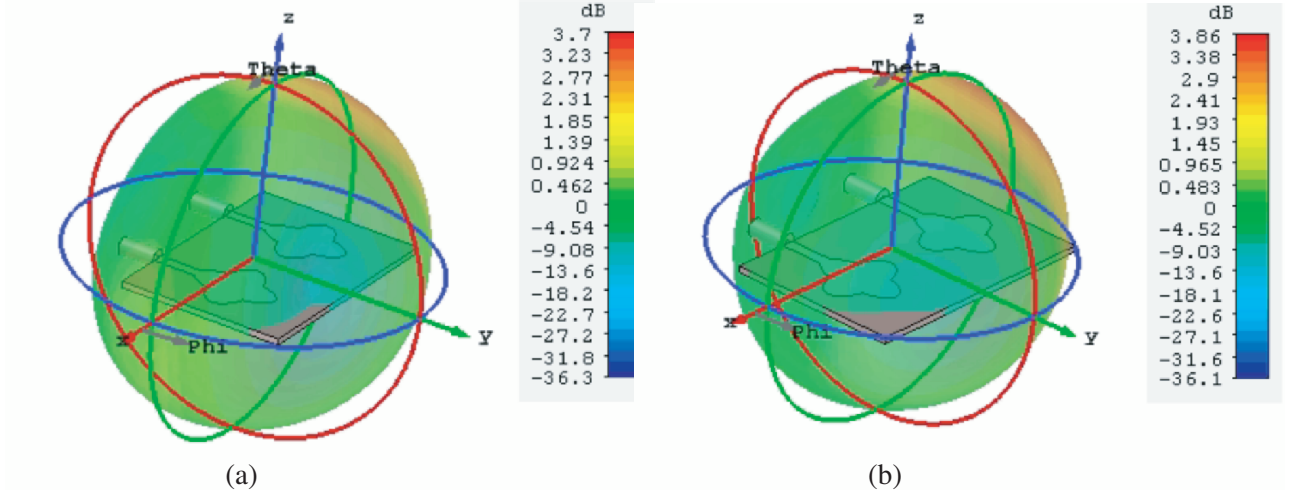 z
Theta
x
Phi
y
dB
3.7
3.23
2.77
2.31
1.85
1.39
0.924
0.462
0
-4.54
-9.08
-13.6
-18.2
-22.7
-27.2
-31.8
-36.3
(a)
z
Theta
x
Phi
y
dB
3.86
3.38
2.9
2.41
1.93
1.45
0.965
0.483
0
-4.52
-9.03
-13.6
-18.1
-22.6
-27.1
-31.6
-36.1
(b)